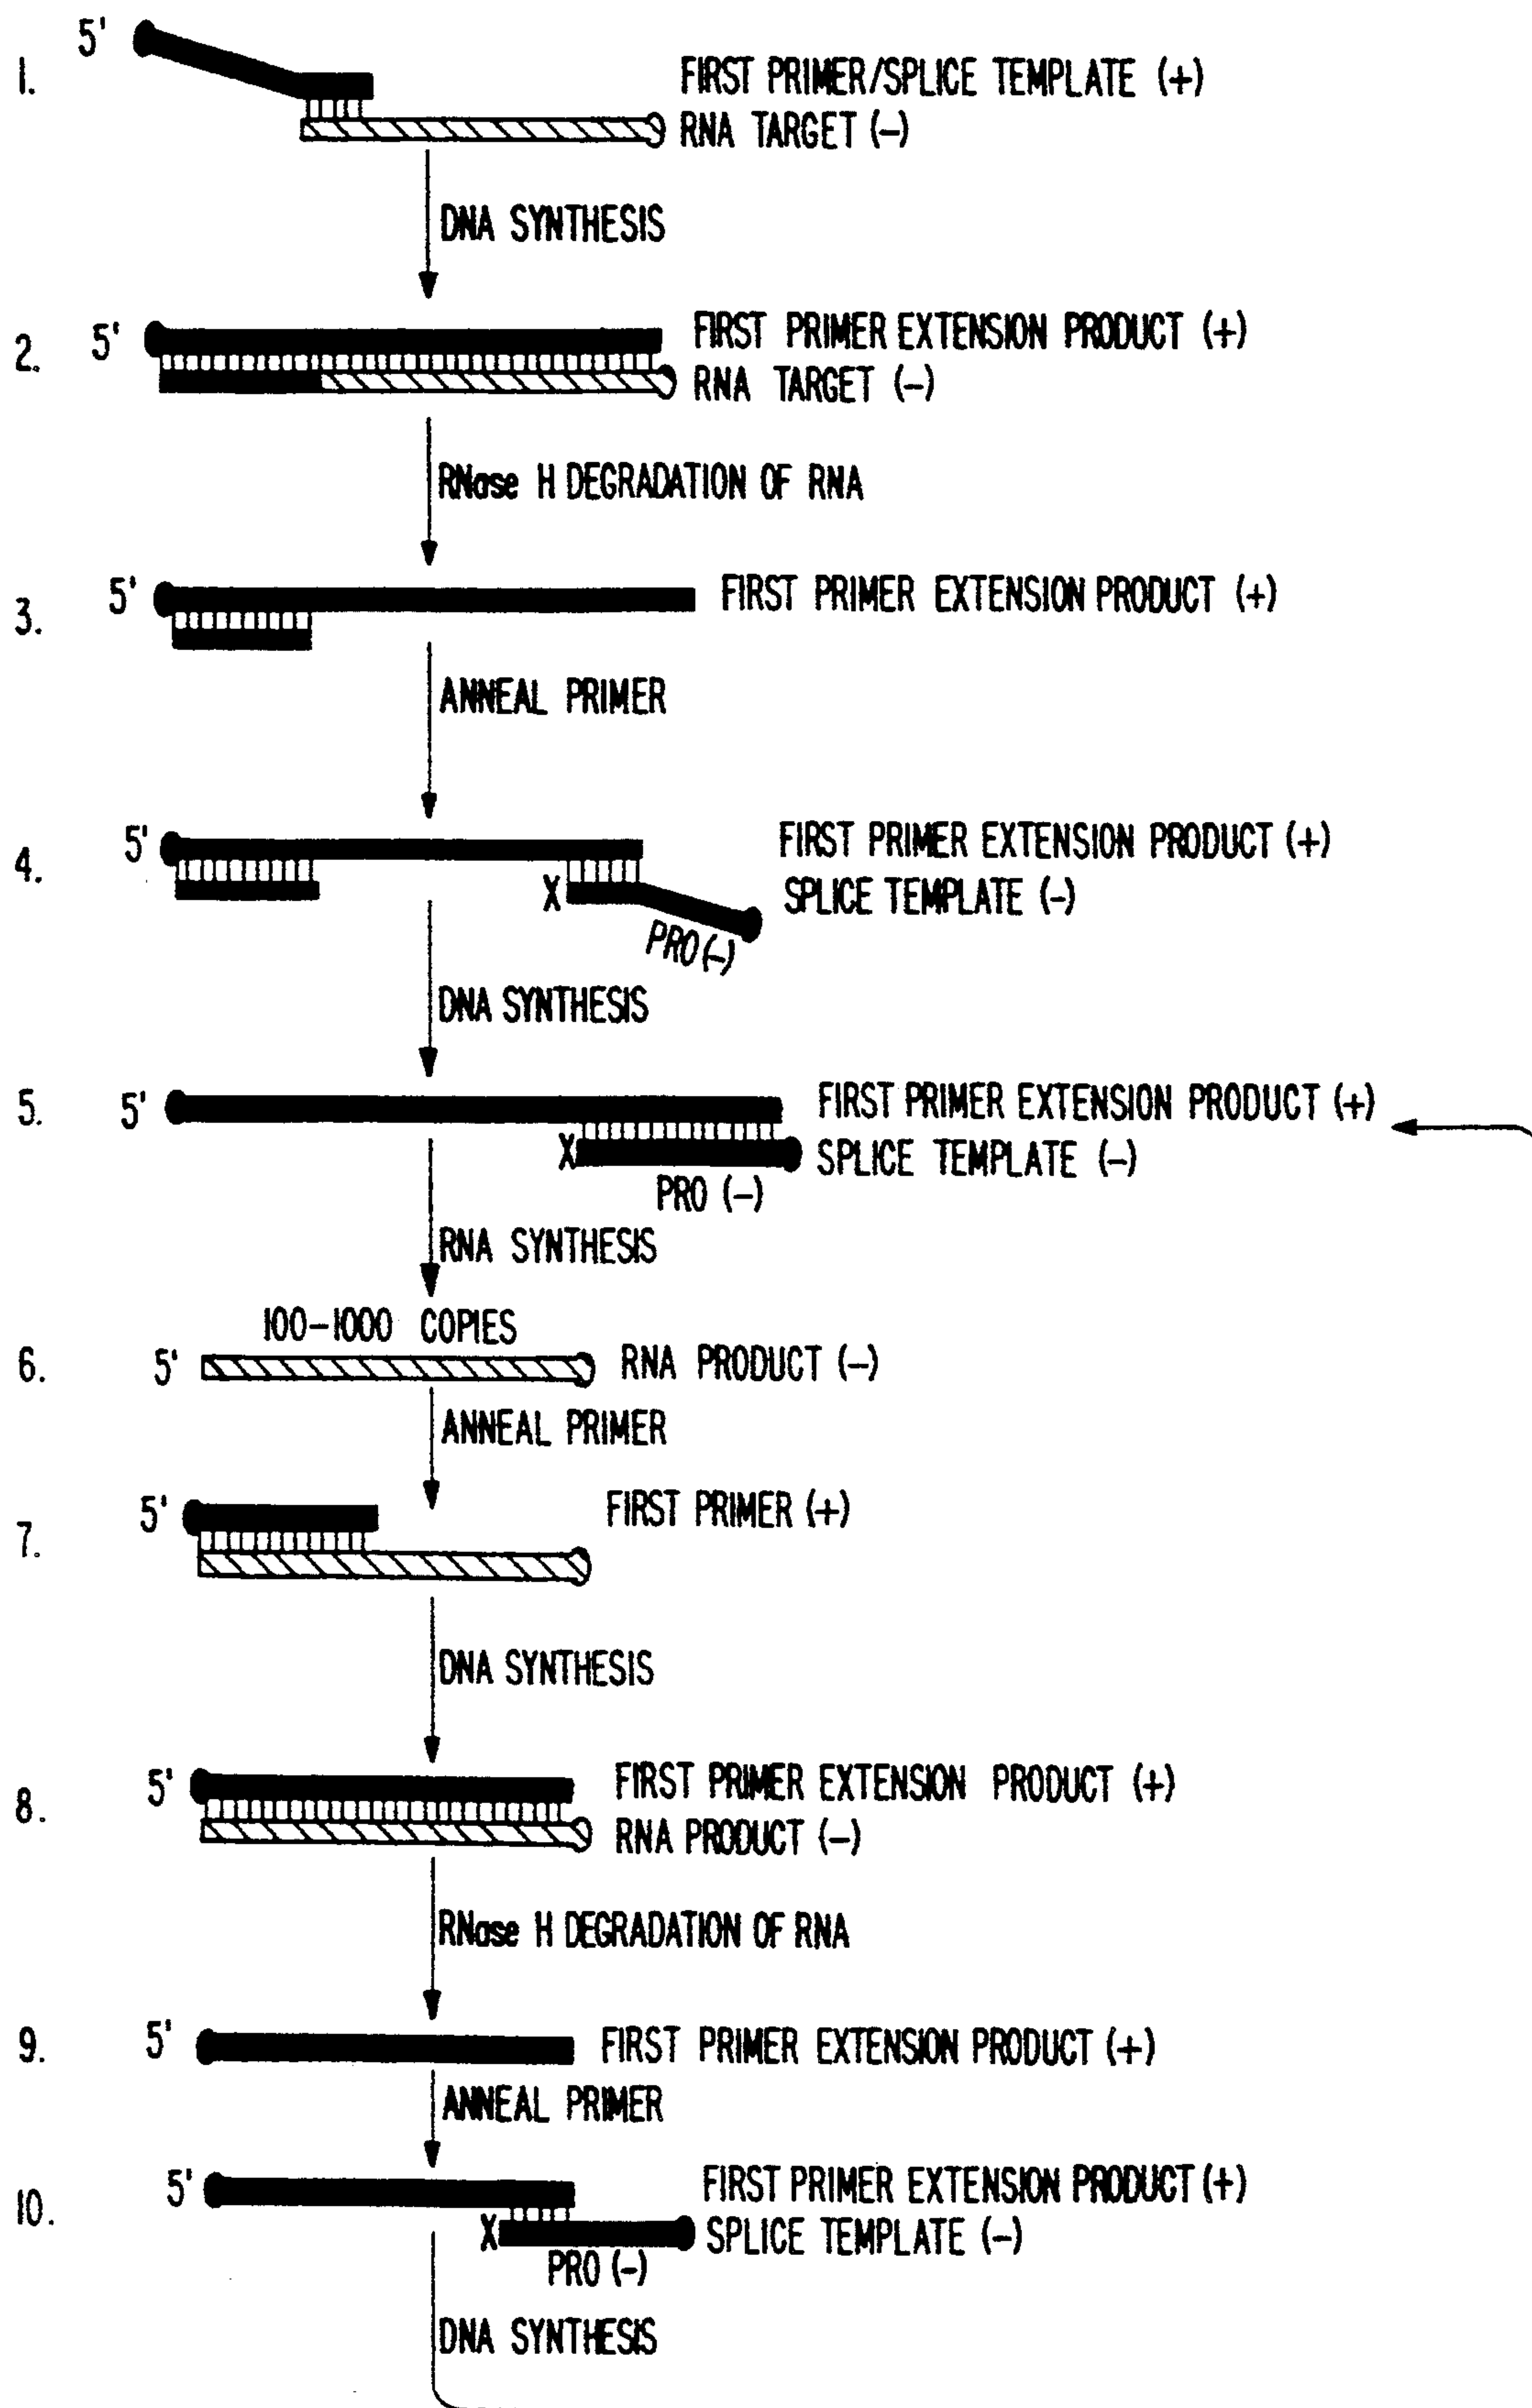 5'
1.
FIRST PRIMER/SPLICE TEMPLATE (+)
RNA TARGET (-)
DNA SYNTHESIS
2.
5'
FIRST PRIMER EXTENSION PRODUCT (+)
RNA TARGET (-)
RNase H DEGRADATION OF RNA
3.
5'
FIRST PRIMER EXTENSION PRODUCT (+)
ANNEAL PRIMER
4.
5'
FIRST PRIMER EXTENSION PRODUCT (+)
X
SPLICE TEMPLATE (-)
PRO (-)
DNA SYNTHESIS
5.
5'
FIRST PRIMER EXTENSION PRODUCT (+)
X
SPLICE TEMPLATE (-)
PRO (-)
RNA SYNTHESIS
100-1000 COPIES
6.
5'
RNA PRODUCT (-)
ANNEAL PRIMER
7.
5'
FIRST PRIMER (+)
DNA SYNTHESIS
8.
5'
FIRST PRIMER EXTENSION PRODUCT (+)
RNA PRODUCT (-)
RNase H DEGRADATION OF RNA
9.
5'
FIRST PRIMER EXTENSION PRODUCT (+)
ANNEAL PRIMER
10.
5'
FIRST PRIMER EXTENSION PRODUCT (+)
X
SPLICE TEMPLATE (-)
PRO (-)
DNA SYNTHESIS